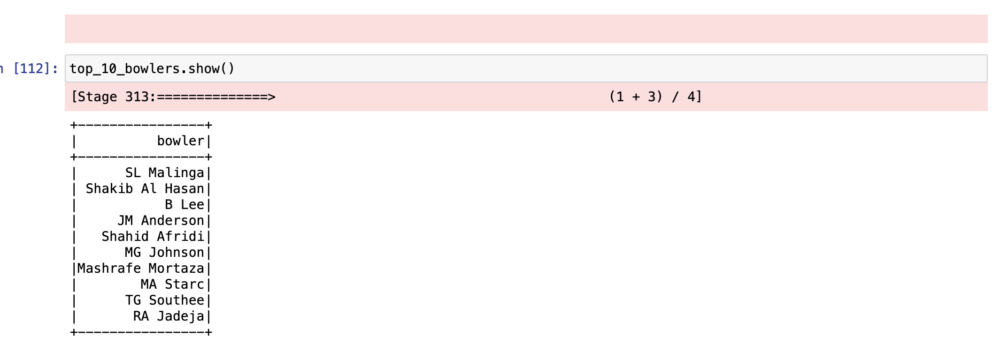 n [112]: top_10_bowlers.show()
[Stage 313:==============>                                          (1 + 3) / 4]
+----------------+
|          bowler|
+----------------+
|      SL Malinga|
| Shakib Al Hasan|
|           B Lee|
|     JM Anderson|
|   Shahid Afridi|
|      MG Johnson|
|Mashrafe Mortaza|
|        MA Starc|
|      TG Southee|
|       RA Jadeja|
+----------------+